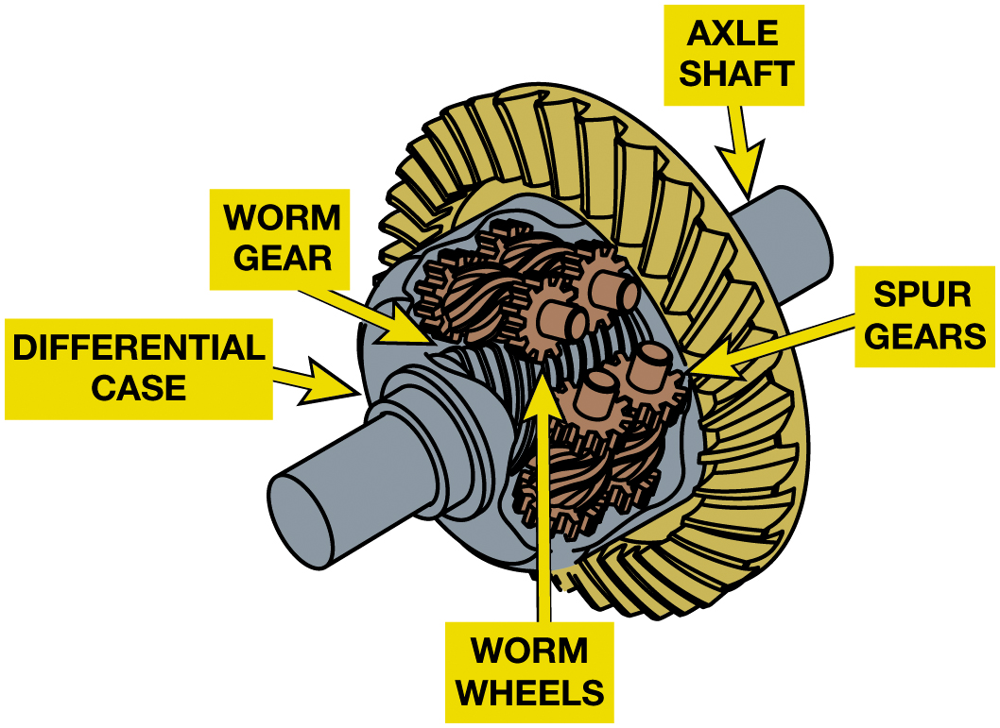 AXLE
SHAFT
WORM
GEAR
SPUR
GEARS
DIFFERENTIAL
CASE
WORM
WHEELS